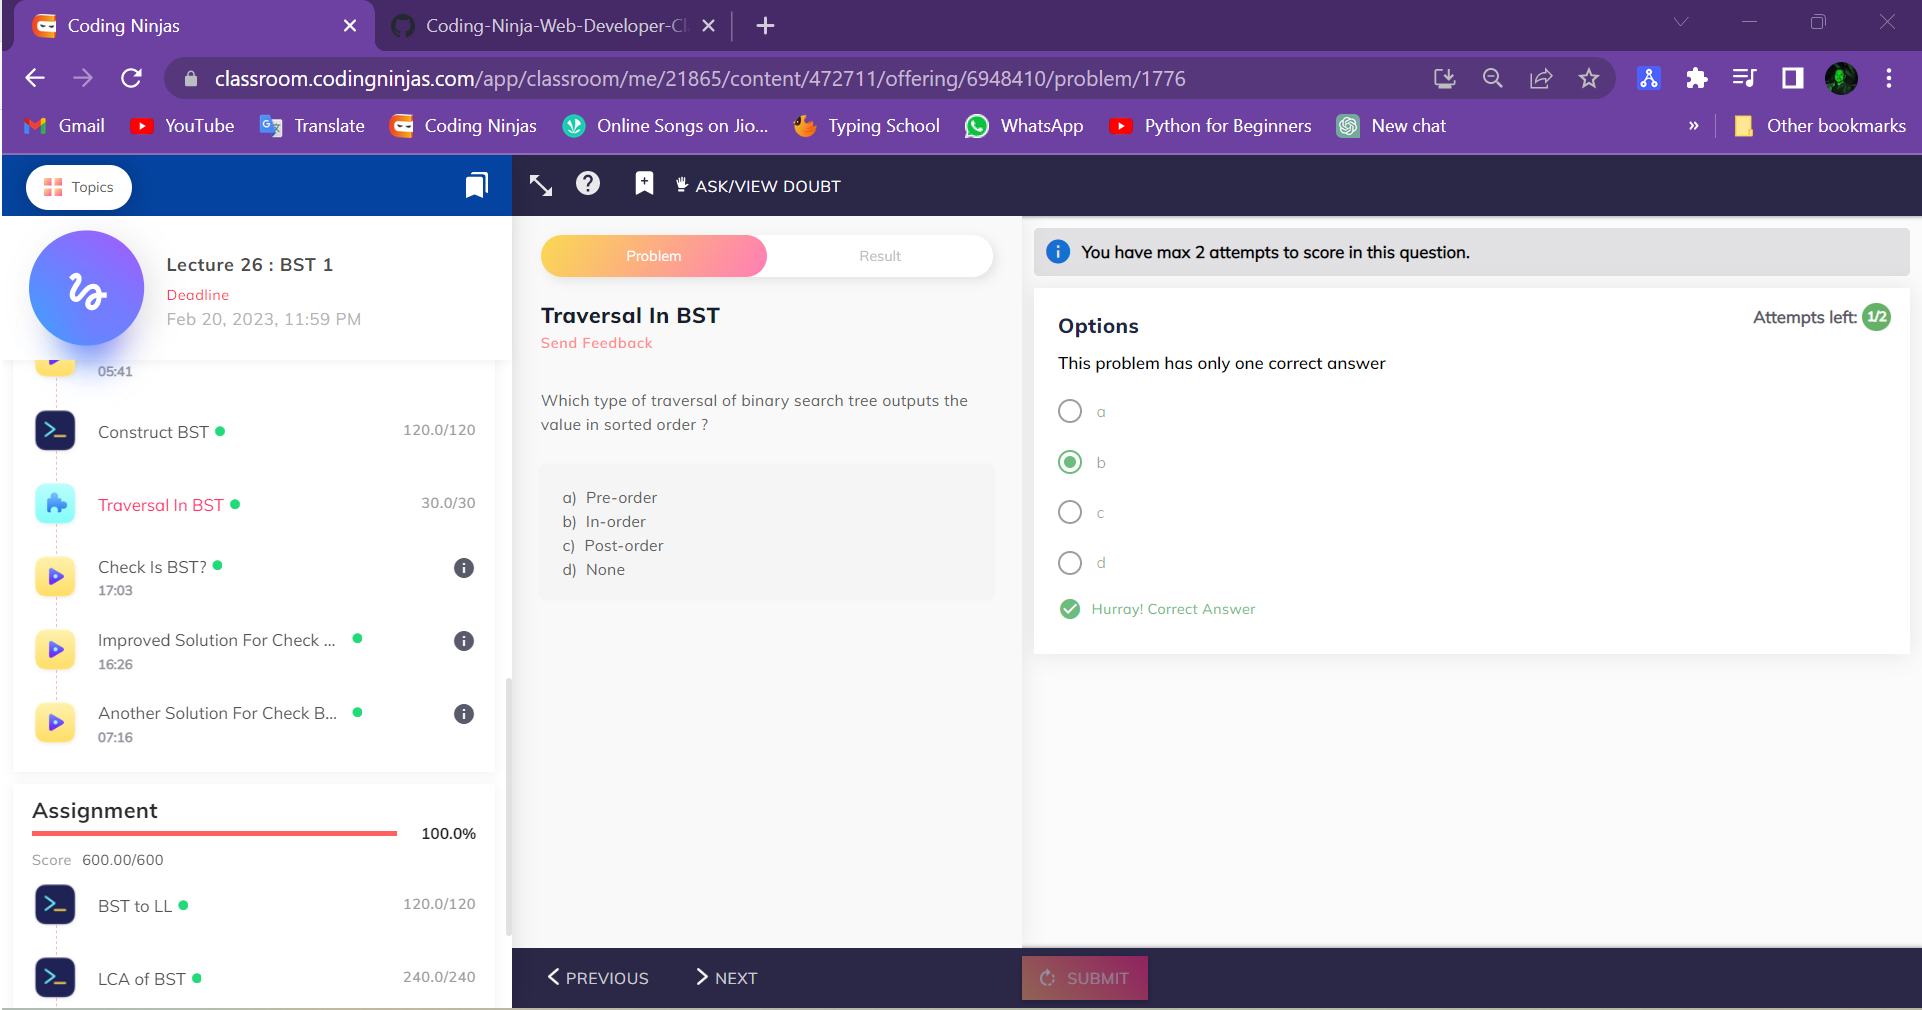 Coding Ninjas
Coding-Ninja-Web-Developer-Cl
classroom.codingninjas.com/app/classroom/me/21865/content/472711/offering/6948410/problem/1776
Gmail
YouTube
Translate
Coding Ninjas
Online Songs on Jio...
Typing School
WhatsApp
Python for Beginners
New chat
»
Other bookmarks
Topics
ASK/VIEW DOUBT
Lecture 26 : BST 1
Deadline
Feb 20, 2023, 11:59 PM
05:41
Construct BST
120.0/120
Traversal In BST
30.0/30
Check Is BST?
17:03
Improved Solution For Check ...
16:26
Another Solution For Check B...
07:16
Assignment
100.0%
Score 600.00/600
BST to LL
120.0/120
LCA of BST
240.0/240
Problem
Result
Traversal In BST
Send Feedback
Which type of traversal of binary search tree outputs the
value in sorted order ?
a) Pre-order
b) In-order
c) Post-order
d) None
PREVIOUS
NEXT
You have max 2 attempts to score in this question.
Attempts left: 1/2
Options
This problem has only one correct answer
a
b
c
d
Hurray! Correct Answer
SUBMIT